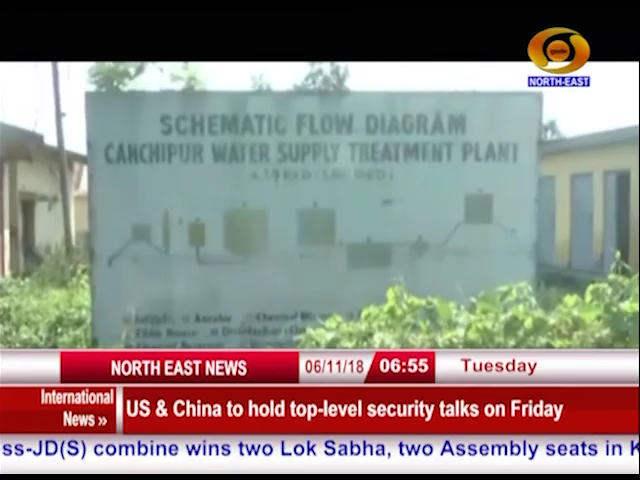 NORTH-EAST
SCHEMATIC FLOW DIAGRAM
CANCHIPUR WATER SUPPLY TREATMENT PLANT
NORTH EAST NEWS
06/11/18
06:55
Tuesday
International
News »
US & China to hold top-level security talks on Friday
ss-JD(S) combine wins two Lok Sabha, two Assembly seats in K